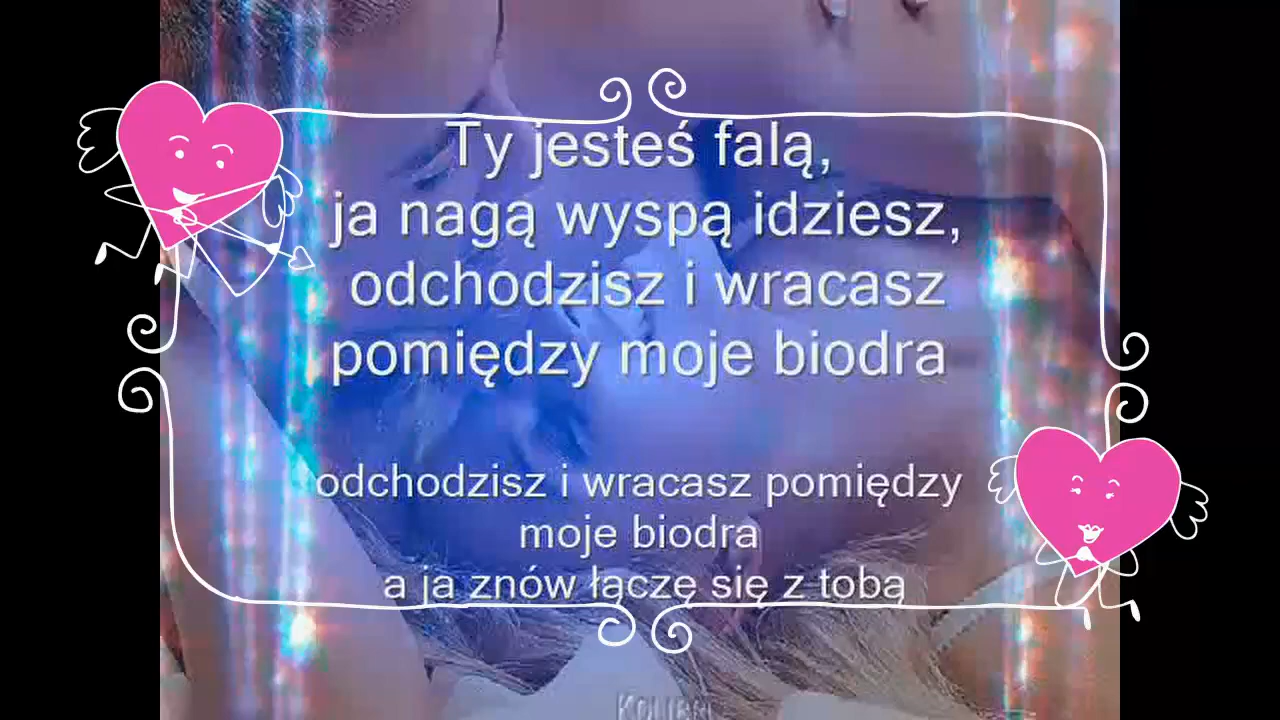 Ty jesteś falą,
ja nagą wyspą idziesz,
odchodzisz i wracasz
pomiędzy moje biodra
odchodzisz i wracasz pomiędzy
moje biodra
a ja znów łączę się z tobą